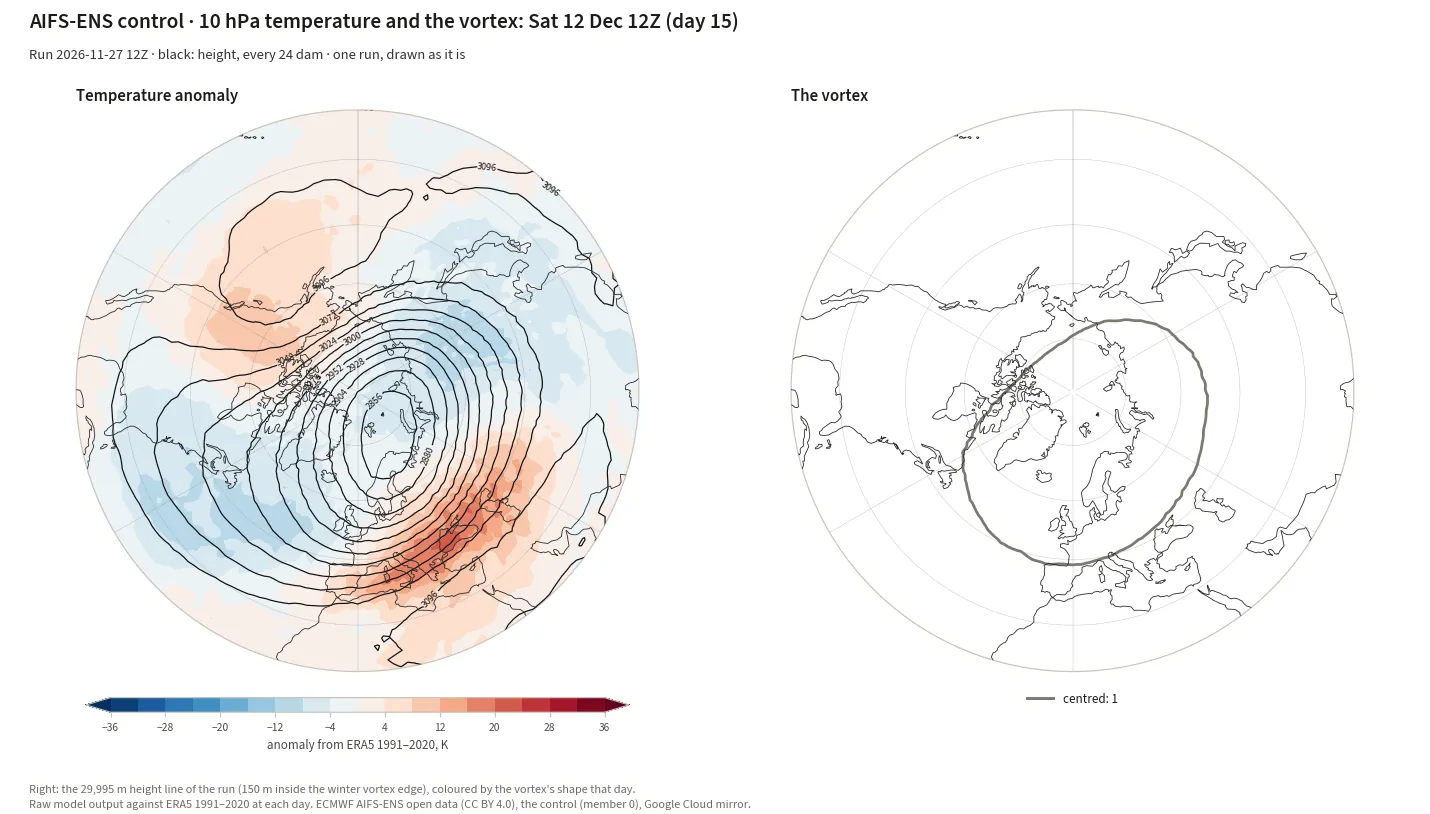 AIFS-ENS control · 10 hPa temperature and the vortex: Sat 12 Dec 12Z (day 15)
Run 2026-11-27 12Z · black: height, every 24 dam · one run, drawn as it is
Temperature anomaly
The vortex
3096
3096
3096
3072
3024
3000
3048
2952
2928
2904
2856
2880
3096
−36 −28 −20 −12 −4 4 12 20 28 36
anomaly from ERA5 1991–2020, K
centred: 1
Right: the 29,995 m height line of the run (150 m inside the winter vortex edge), coloured by the vortex's shape that day.
Raw model output against ERA5 1991–2020 at each day. ECMWF AIFS-ENS open data (CC BY 4.0), the control (member 0), Google Cloud mirror.